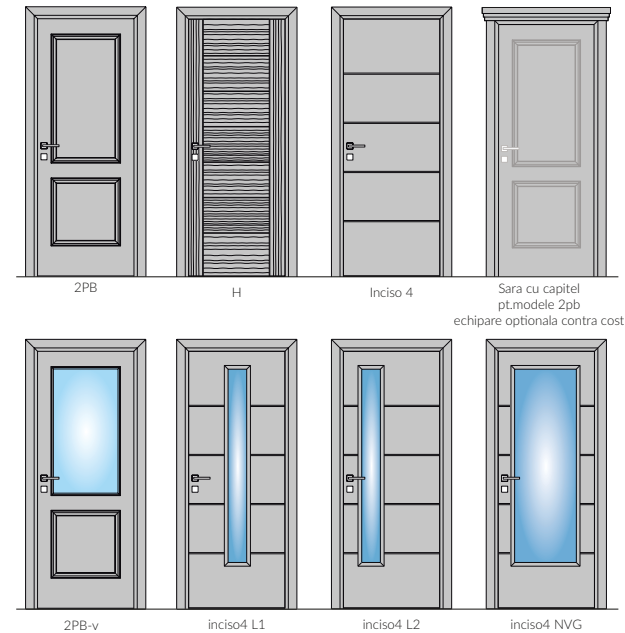 2PB
H
Inciso 4
Sara cu capitel
pt.modele 2pb
echipare optionala contra cost
2PB-v
inciso4 L1
inciso4 L2
inciso4 NVG